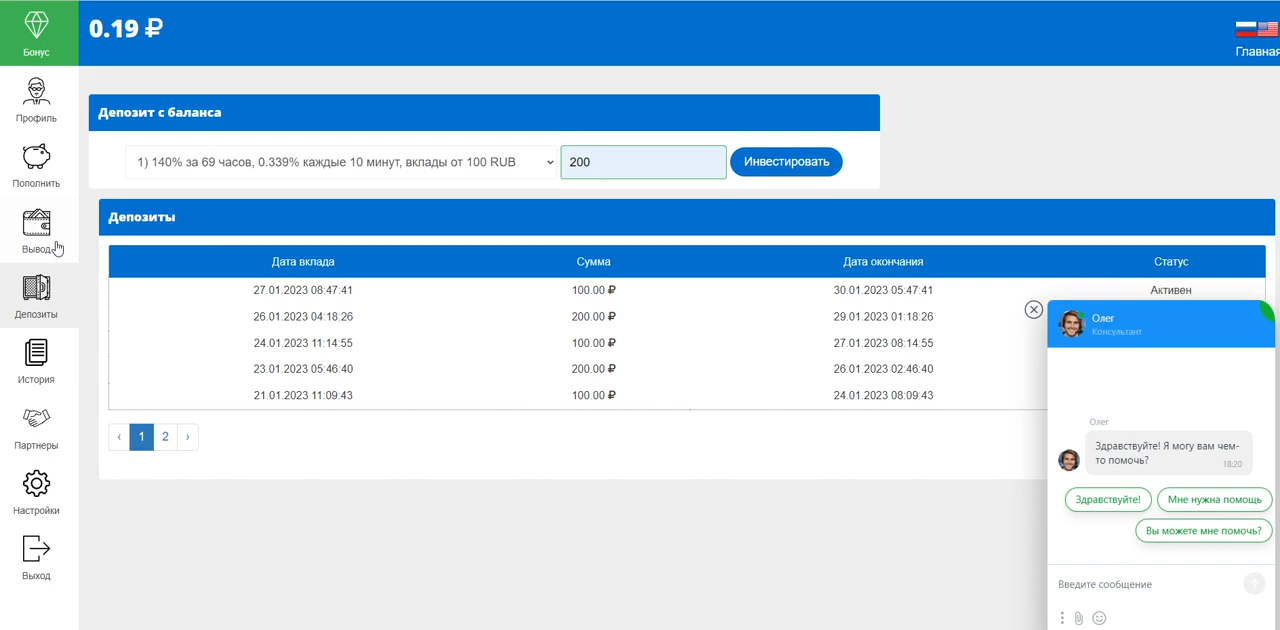 0.19 ₽
Главная
Бонус
Профиль
Пополнить
Вывод
Депозиты
История
Партнеры
Настройки
Выход
Депозит с баланса
1) 140% за 69 часов, 0.339% каждые 10 минут, вклады от 100 RUB
200
Инвестировать
Депозиты
Дата вклада Сумма Дата окончания Статус
27.01.2023 08:47:41 100.00 ₽ 30.01.2023 05:47:41 Активен
26.01.2023 04:18:26 200.00 ₽ 29.01.2023 01:18:26
24.01.2023 11:14:55 100.00 ₽ 27.01.2023 08:14:55
23.01.2023 05:46:40 200.00 ₽ 26.01.2023 02:46:40
21.01.2023 11:09:43 100.00 ₽ 24.01.2023 08:09:43
‹ 1 2 ›
Олег
Консультант
Олег
Здравствуйте! Я могу вам чем-
то помочь?
18:20
Здравствуйте! Мне нужна помощь
Вы можете мне помочь?
Введите сообщение